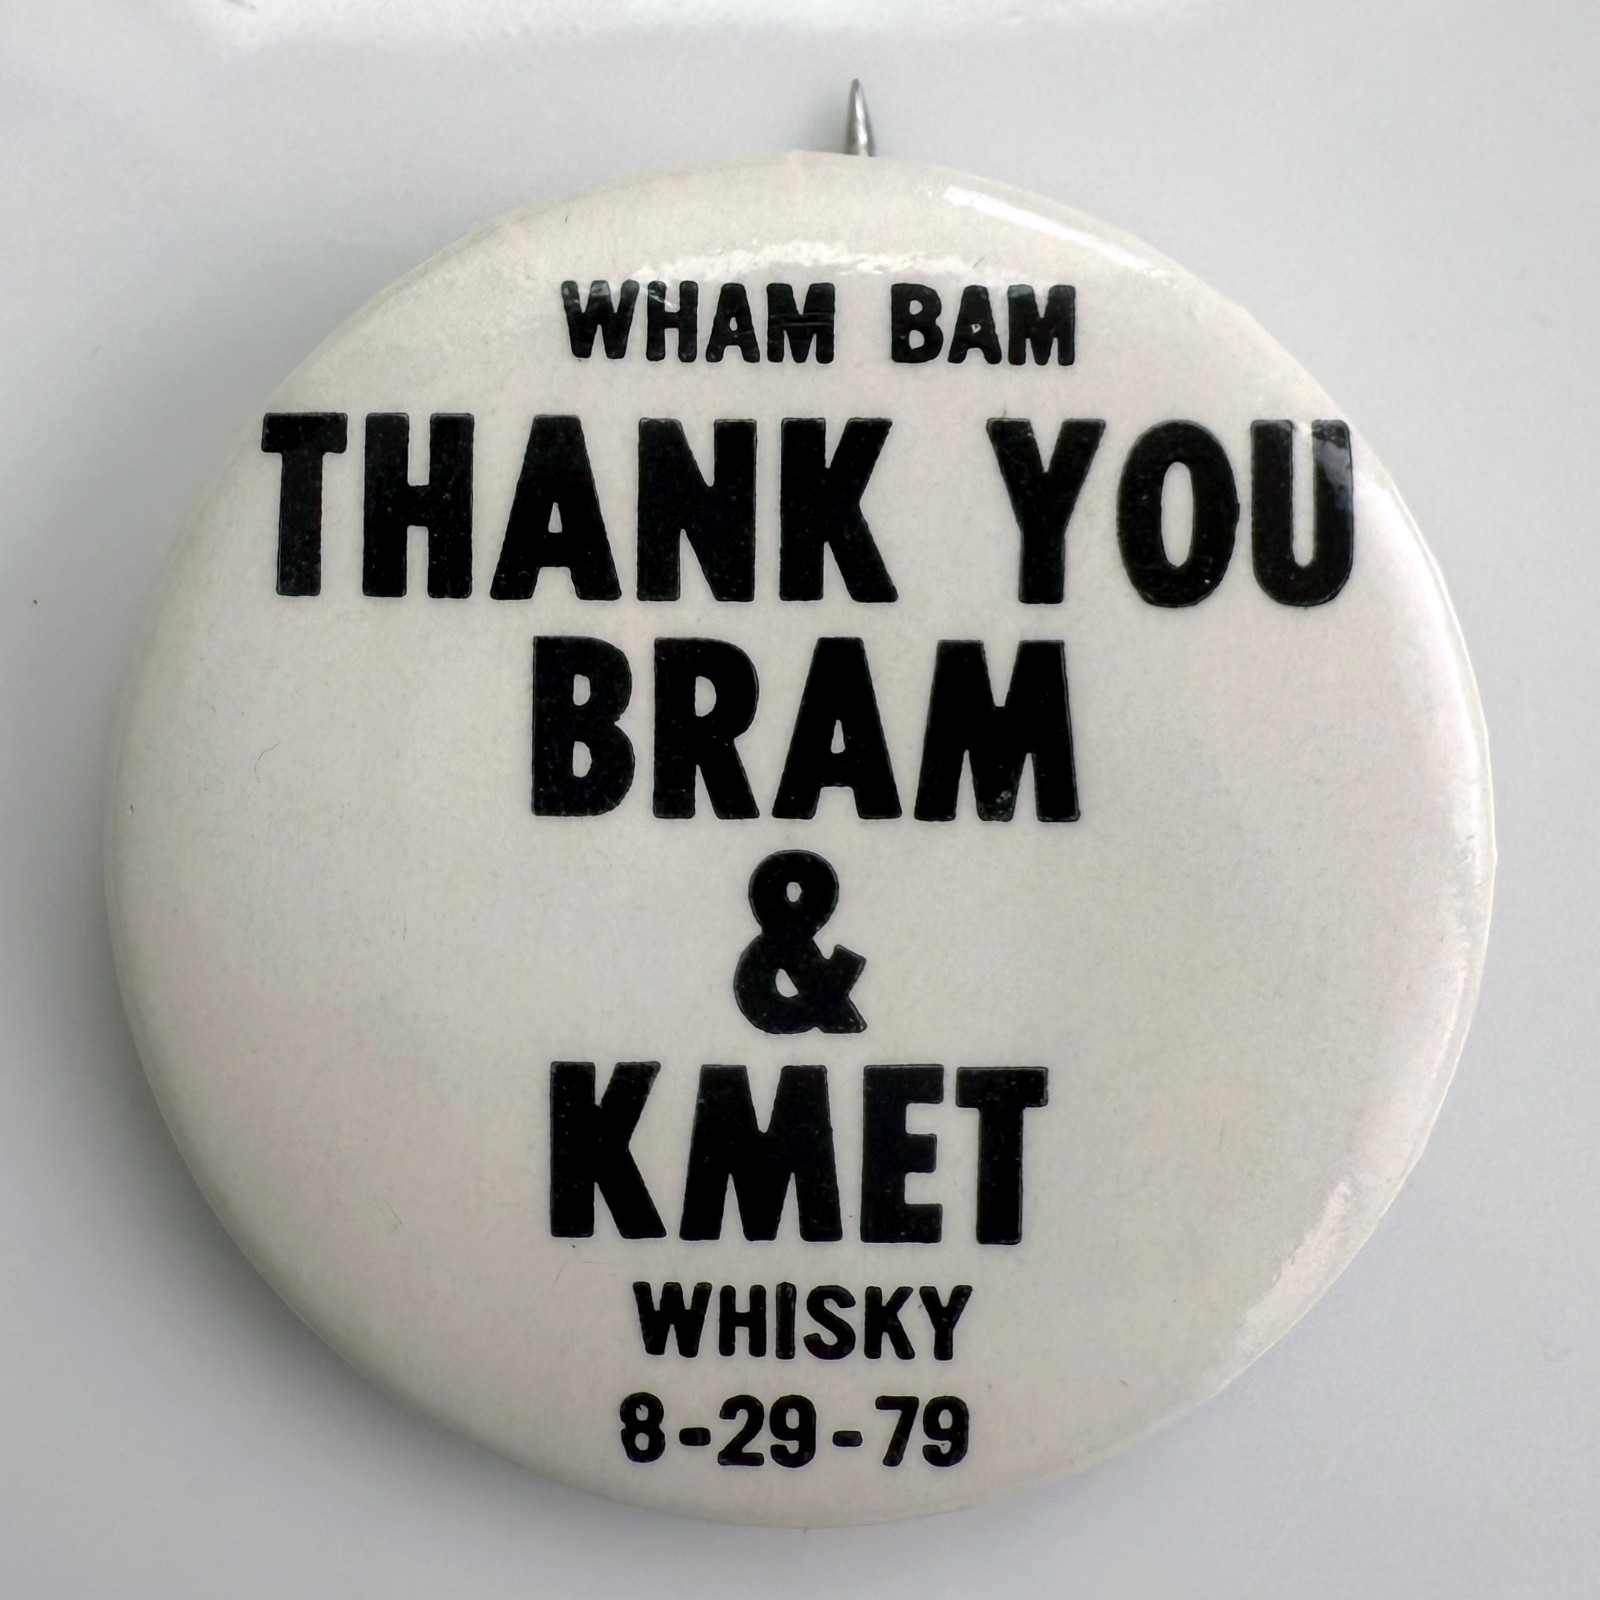 WHAM BAM
THANK YOU
BRAM
&
KMET
WHISKY
8-29-79